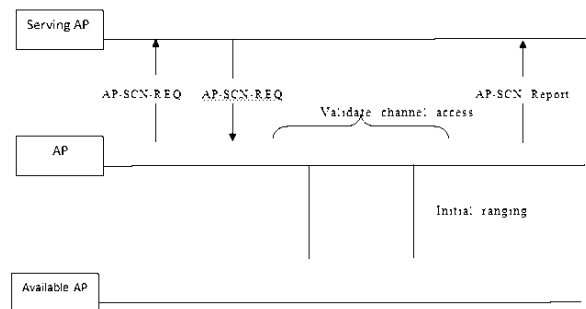 Serving AP
AP-SCN-REQ
AP-SCN-REQ
AP-SCN Report
Validate channel access
AP
Initial ranging
Available AP